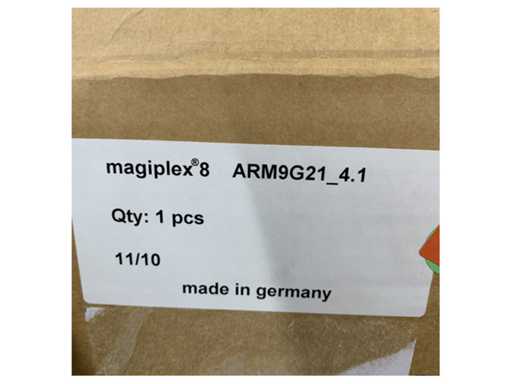 magiplex®8 ARM9G21_4.1
Qty: 1 pcs
11/10
made in germany